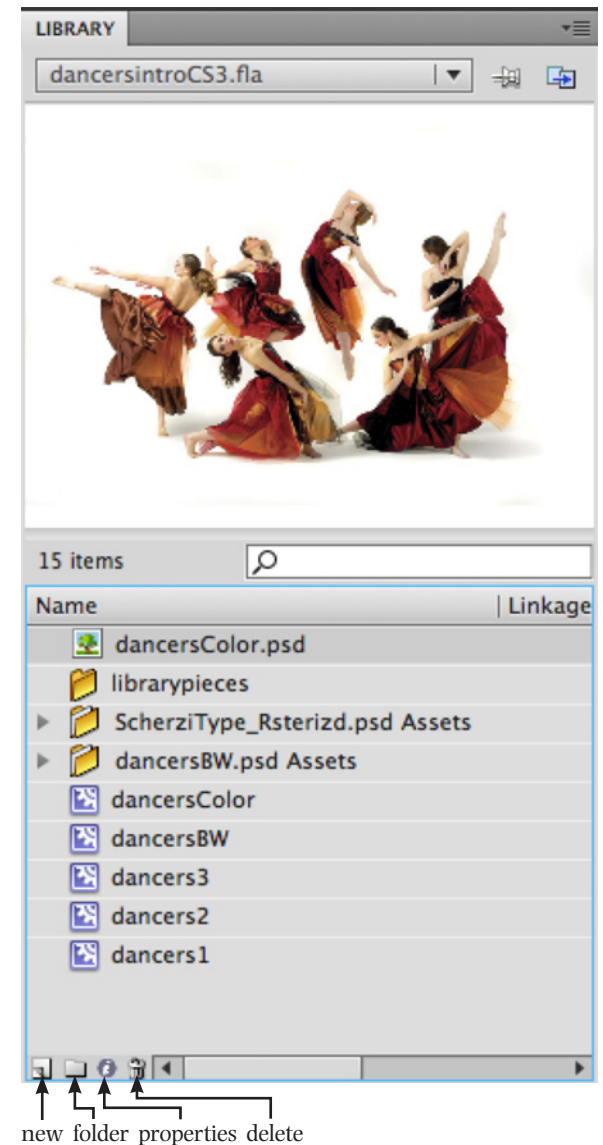 LIBRARY
dancersintroCS3.fla
15 items
Name Linkage
dancersColor.psd
librarypieces
ScherziType_Rsterizd.psd Assets
dancersBW.psd Assets
dancersColor
dancersBW
dancers3
dancers2
dancers1
new folder properties delete